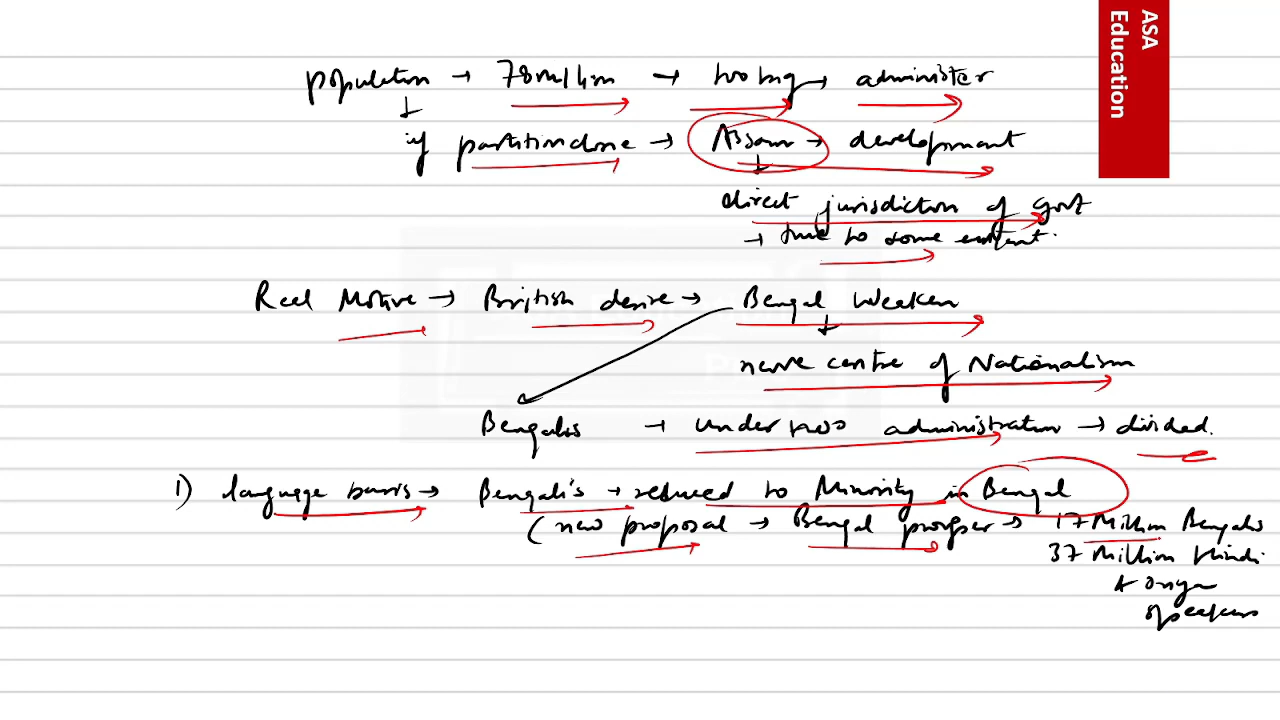 ASA Education
population → 78 million → too big → administer
↓ if partition done → Assam → development
↓ direct jurisdiction of Govt
→ true to some extent.
Real Motive → British desire → Bengal Weaken
↓ nerve centre of Nationalism
Bengalis → under two administration → divided.
1) language basis → Bengali's → reduced to Minority in Bengal
(new proposal → Bengal proper → 17 Million Bengalis
37 Million Hindi
+ Oriya
speakers